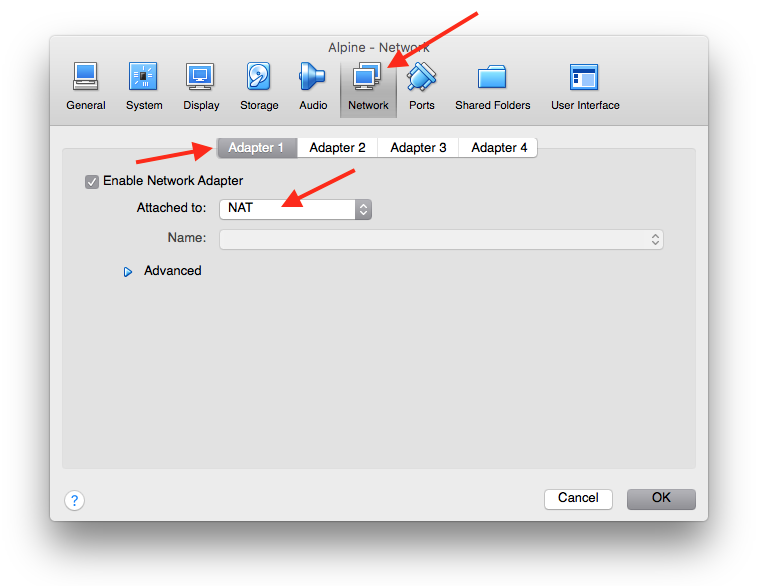 Alpine - Network
General System Display Storage Audio Network Ports Shared Folders User Interface
Adapter 1 Adapter 2 Adapter 3 Adapter 4
Enable Network Adapter
Attached to: NAT
Name:
Advanced
? Cancel OK